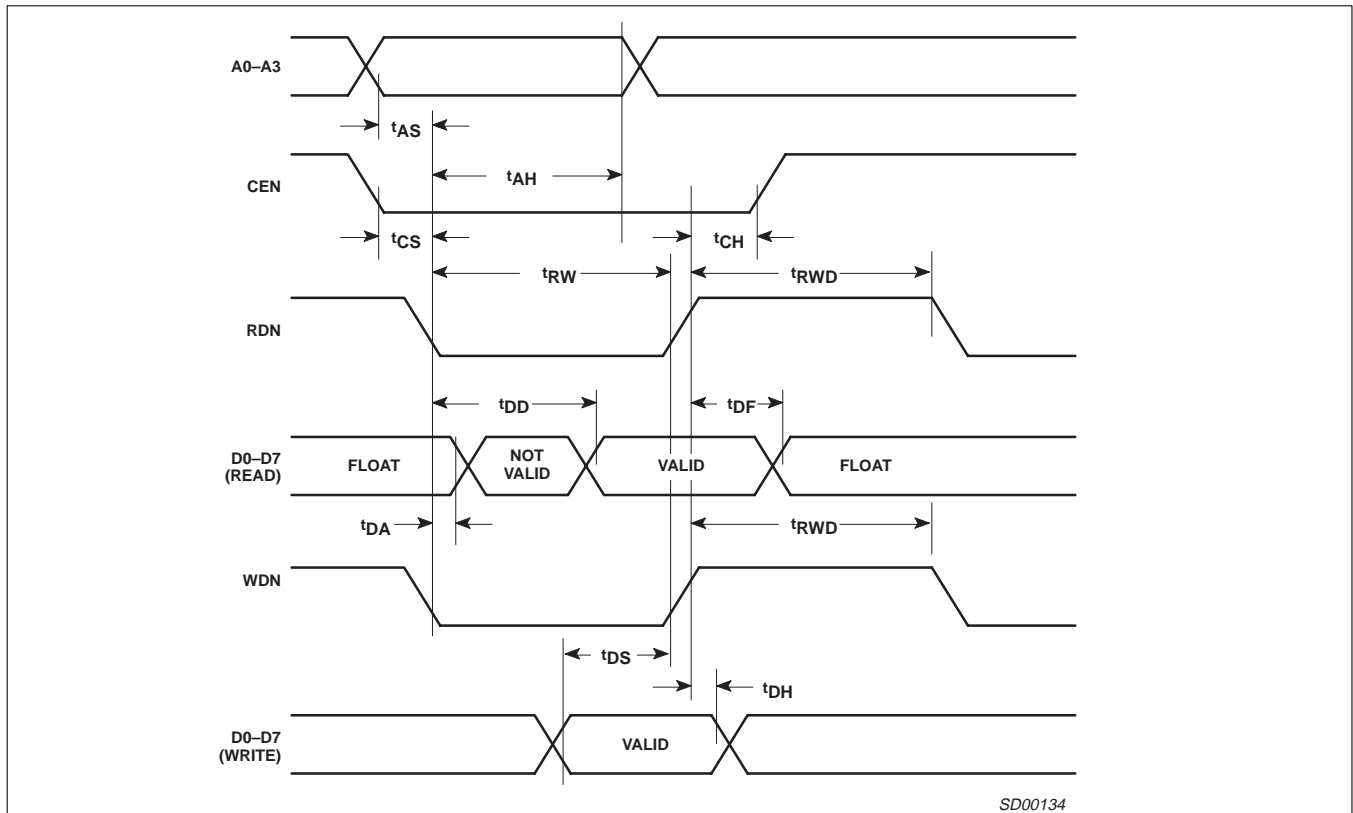 A0–A3
tAS
CEN
tAH
tCS
tCH
tRW
tRWD
RDN
tDD
tDF
D0–D7
(READ)
FLOAT
NOT
VALID
VALID
FLOAT
tDA
tRWD
WDN
tDS
tDH
D0–D7
(WRITE)
VALID
SD00134